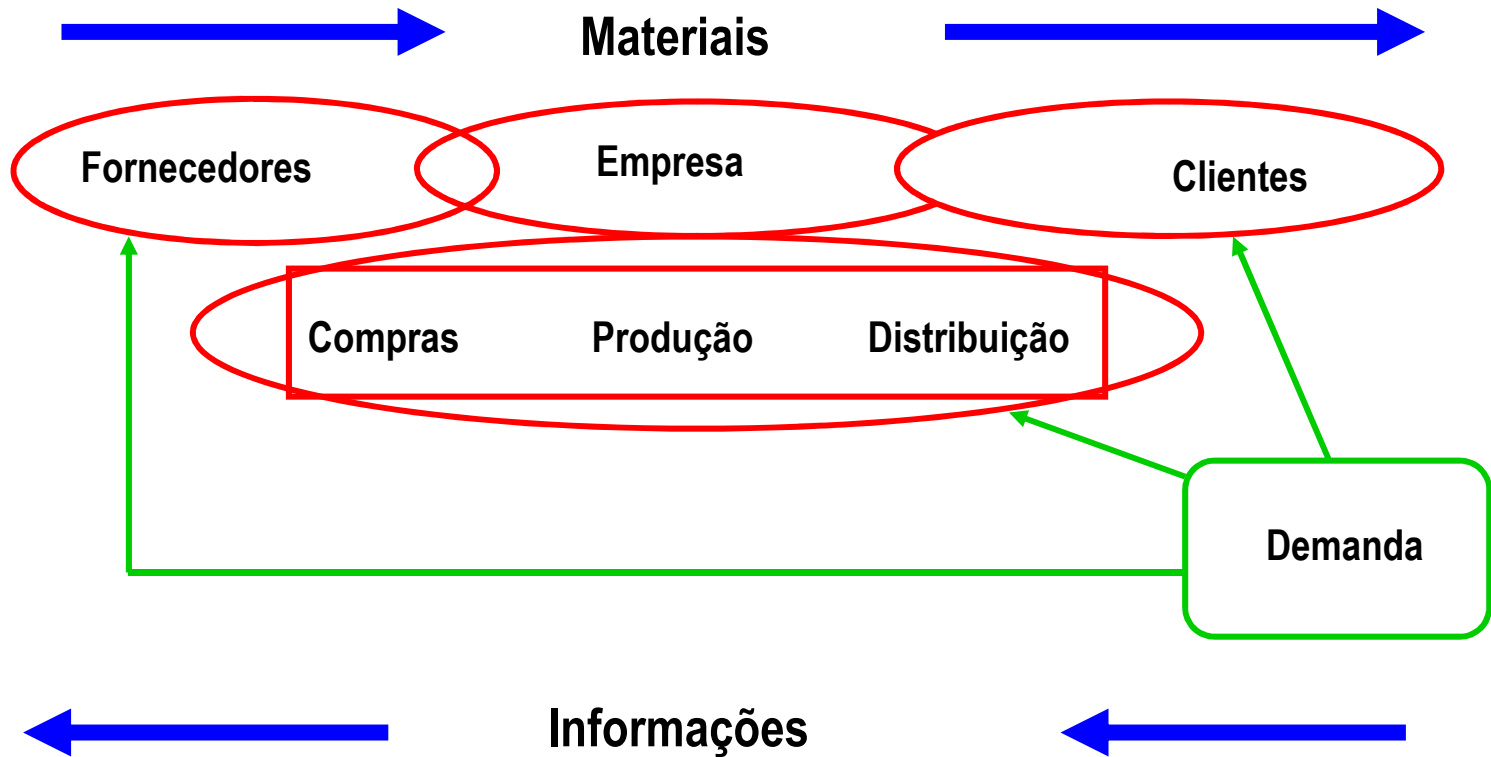 Materiais
Fornecedores Empresa Clientes
Compras Produção Distribuição
Demanda
Informações